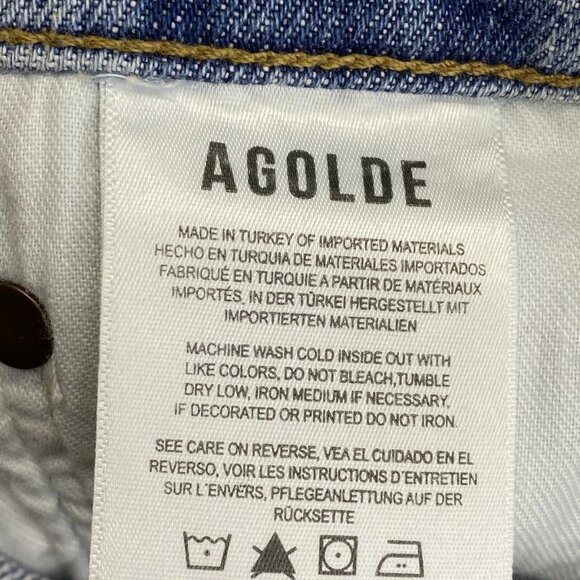 AGOLDE
MADE IN TURKEY OF IMPORTED MATERIALS
HECHO EN TURQUIA DE MATERIALES IMPORTADOS
FABRIQUÉ EN TURQUIE A PARTIR DE MATÉRIAUX
IMPORTÉS, IN DER TÜRKEI HERGESTELLT MIT
IMPORTIERTEN MATERIALIEN
MACHINE WASH COLD INSIDE OUT WITH
LIKE COLORS, DO NOT BLEACH,TUMBLE
DRY LOW, IRON MEDIUM IF NECESSARY,
IF DECORATED OR PRINTED DO NOT IRON.
SEE CARE ON REVERSE, VEA EL CUIDADO EN EL
REVERSO, VOIR LES INSTRUCTIONS D'ENTRETIEN
SUR L'ENVERS, PFLEGEANLETTUNG AUF DER
RÜCKSETTE